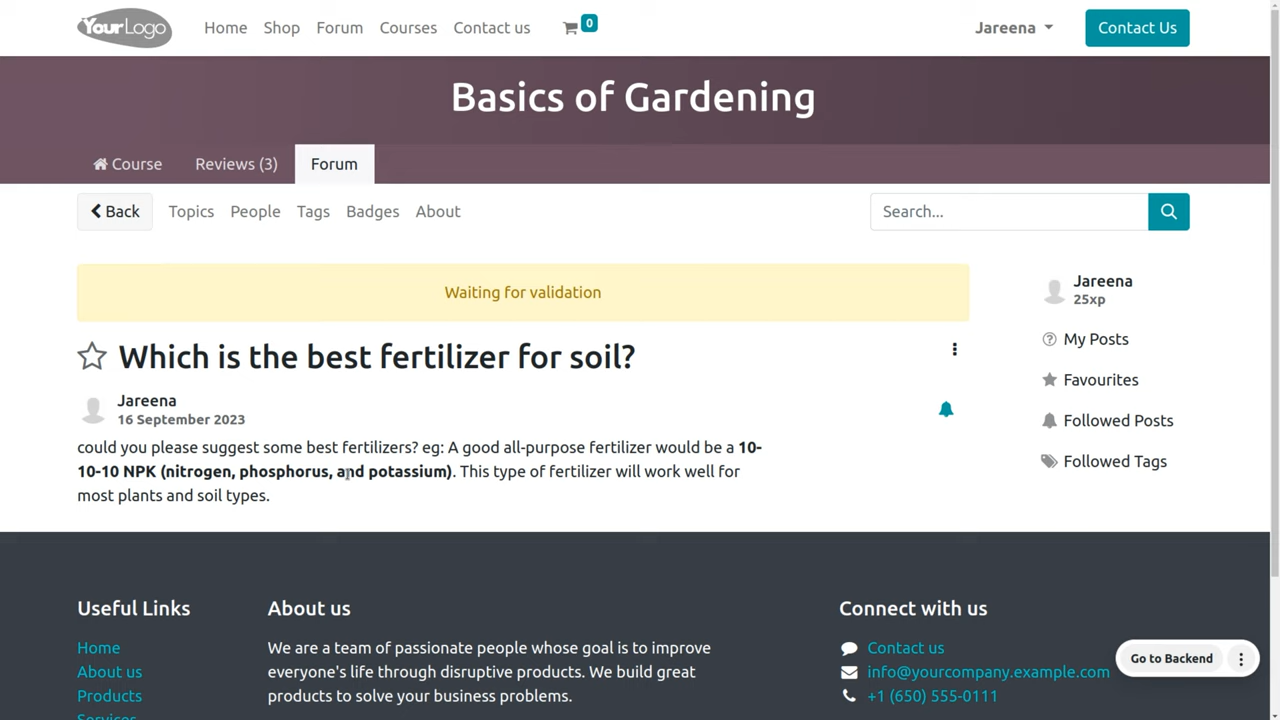 YourLogo Home Shop Forum Courses Contact us 0 Jareena Contact Us
Basics of Gardening
Course Reviews (3) Forum
Back Topics People Tags Badges About Search...
Waiting for validation
Which is the best fertilizer for soil?
Jareena
16 September 2023
could you please suggest some best fertilizers? eg: A good all-purpose fertilizer would be a 10-
10-10 NPK (nitrogen, phosphorus, and potassium). This type of fertilizer will work well for
most plants and soil types.
Jareena
25xp
My Posts
Favourites
Followed Posts
Followed Tags
Useful Links
Home
About us
Products
Services
About us
We are a team of passionate people whose goal is to improve
everyone's life through disruptive products. We build great
products to solve your business problems.
Connect with us
Contact us
info@yourcompany.example.com
+1 (650) 555-0111
Go to Backend